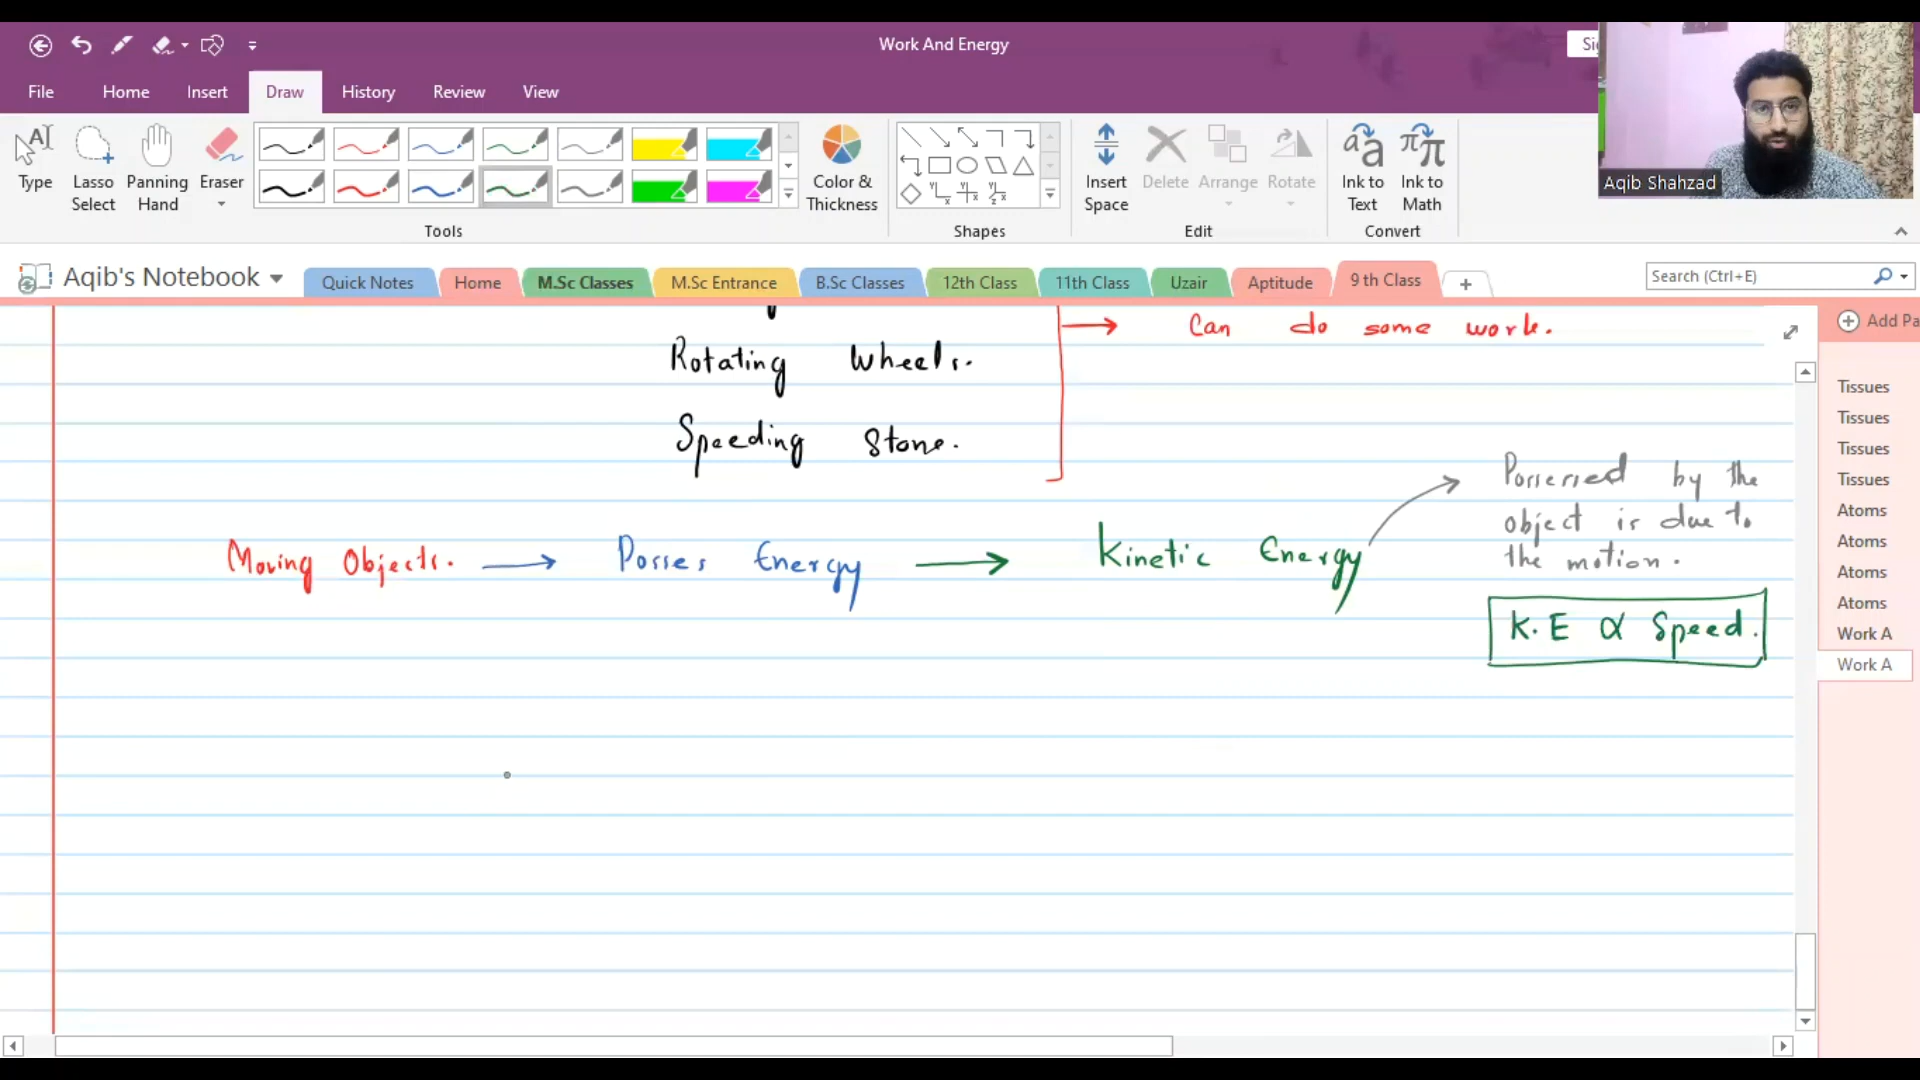 Work And Energy
File Home Insert Draw History Review View
Type Lasso Select Panning Hand Eraser Color & Thickness Insert Space Delete Arrange Rotate Ink to Text Ink to Math
Tools Shapes Edit Convert
Aqib Shahzad
Aqib's Notebook Quick Notes Home M.Sc Classes M.Sc Entrance B.Sc Classes 12th Class 11th Class Uzair Aptitude 9 th Class + Search (Ctrl+E)
Can do some work.
Rotating Wheels.
Speeding Stone.
Moving Objects. → Posses Energy → Kinetic Energy
Possessed by the
object is due to
the motion.
K.E α Speed.
Add Pa
Tissues
Tissues
Tissues
Tissues
Atoms
Atoms
Atoms
Atoms
Work A
Work A